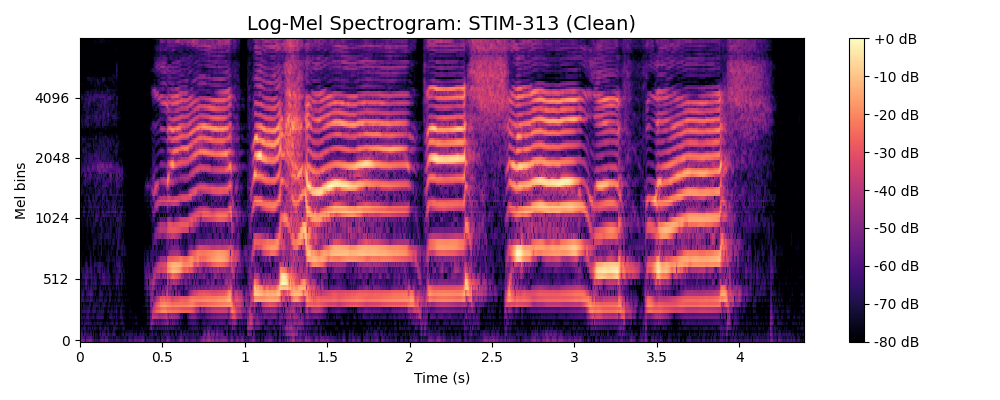 Log-Mel Spectrogram: STIM-313 (Clean)
Mel bins
4096
2048
1024
512
0
0
0.5
1
1.5
2
2.5
3
3.5
4
Time (s)
+0 dB
-10 dB
-20 dB
-30 dB
-40 dB
-50 dB
-60 dB
-70 dB
-80 dB